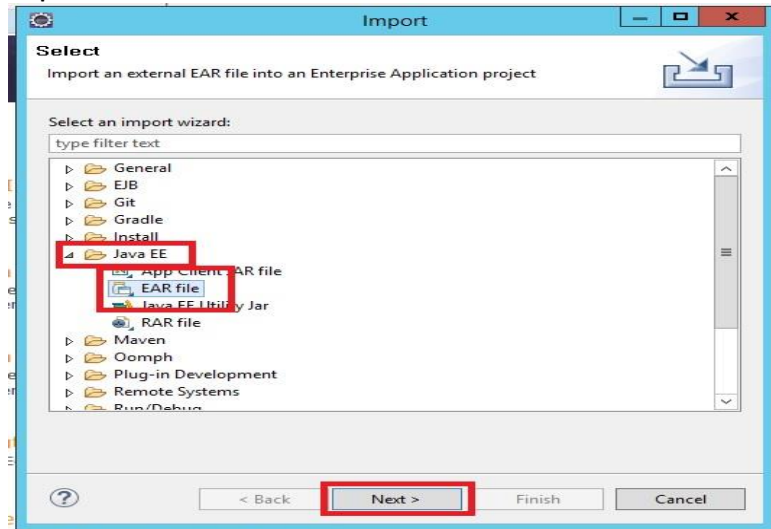 Import
Select
Import an external EAR file into an Enterprise Application project
Select an import wizard:
type filter text
General
EJB
Git
Gradle
Install
Java EE
App Client JAR file
EAR file
Java EE Utility Jar
RAR file
Maven
Oomph
Plug-in Development
Remote Systems
Run/Debug
?
< Back
Next >
Finish
Cancel